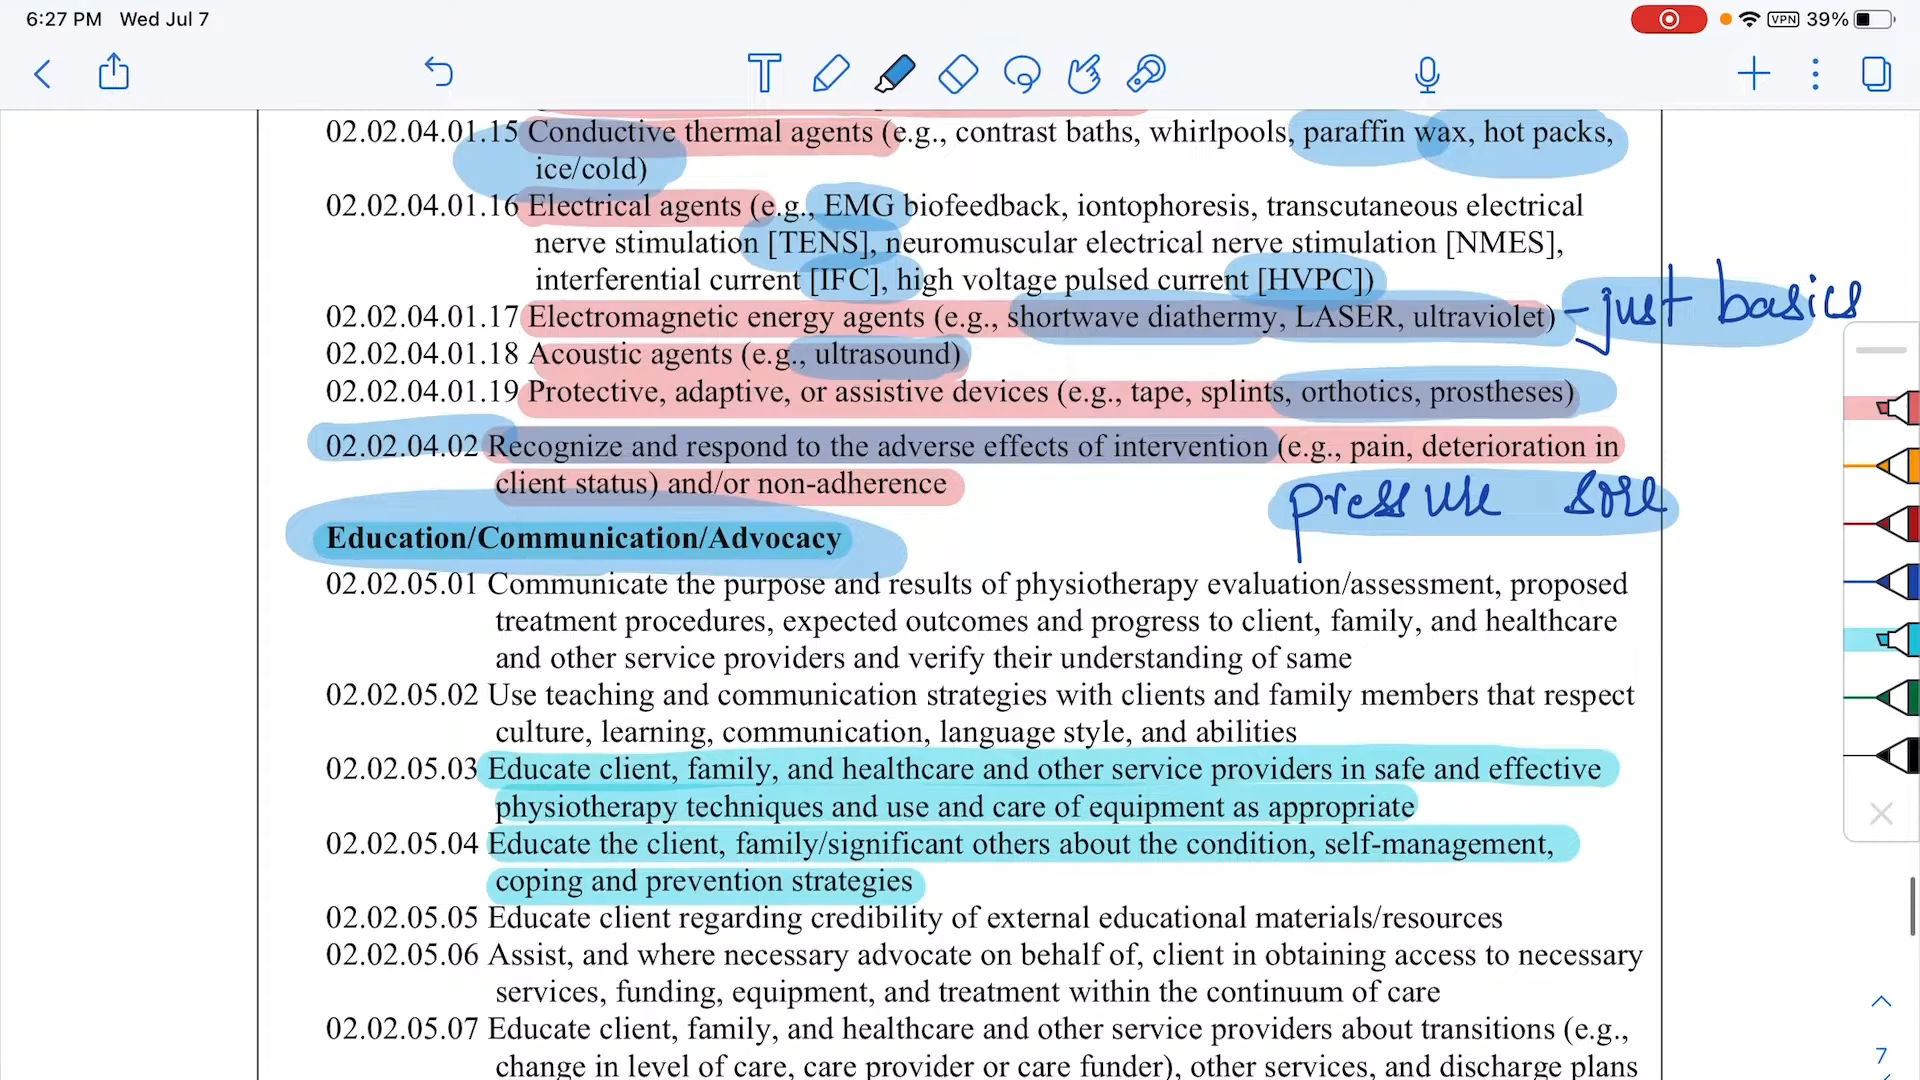 6:27 PM Wed Jul 7
VPN 39%
02.02.04.01.15 Conductive thermal agents (e.g., contrast baths, whirlpools, paraffin wax, hot packs,
ice/cold)
02.02.04.01.16 Electrical agents (e.g., EMG biofeedback, iontophoresis, transcutaneous electrical
nerve stimulation [TENS], neuromuscular electrical nerve stimulation [NMES],
interferential current [IFC], high voltage pulsed current [HVPC])
02.02.04.01.17 Electromagnetic energy agents (e.g., shortwave diathermy, LASER, ultraviolet) - just basics
02.02.04.01.18 Acoustic agents (e.g., ultrasound)
02.02.04.01.19 Protective, adaptive, or assistive devices (e.g., tape, splints, orthotics, prostheses)
02.02.04.02 Recognize and respond to the adverse effects of intervention (e.g., pain, deterioration in
client status) and/or non-adherence
pressure sore
Education/Communication/Advocacy
02.02.05.01 Communicate the purpose and results of physiotherapy evaluation/assessment, proposed
treatment procedures, expected outcomes and progress to client, family, and healthcare
and other service providers and verify their understanding of same
02.02.05.02 Use teaching and communication strategies with clients and family members that respect
culture, learning, communication, language style, and abilities
02.02.05.03 Educate client, family, and healthcare and other service providers in safe and effective
physiotherapy techniques and use and care of equipment as appropriate
02.02.05.04 Educate the client, family/significant others about the condition, self-management,
coping and prevention strategies
02.02.05.05 Educate client regarding credibility of external educational materials/resources
02.02.05.06 Assist, and where necessary advocate on behalf of, client in obtaining access to necessary
services, funding, equipment, and treatment within the continuum of care
02.02.05.07 Educate client, family, and healthcare and other service providers about transitions (e.g.,
change in level of care, care provider or care funder), other services, and discharge plans
7